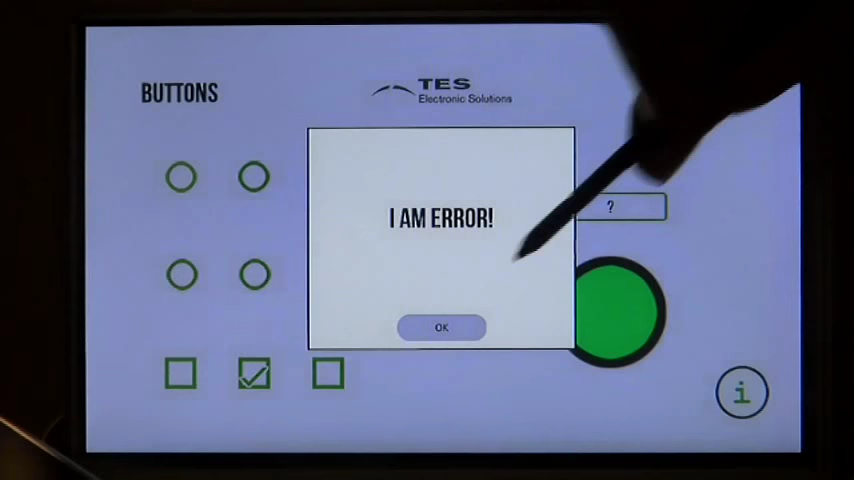 BUTTONS
TES
Electronic Solutions
I AM ERROR!
?
OK
i